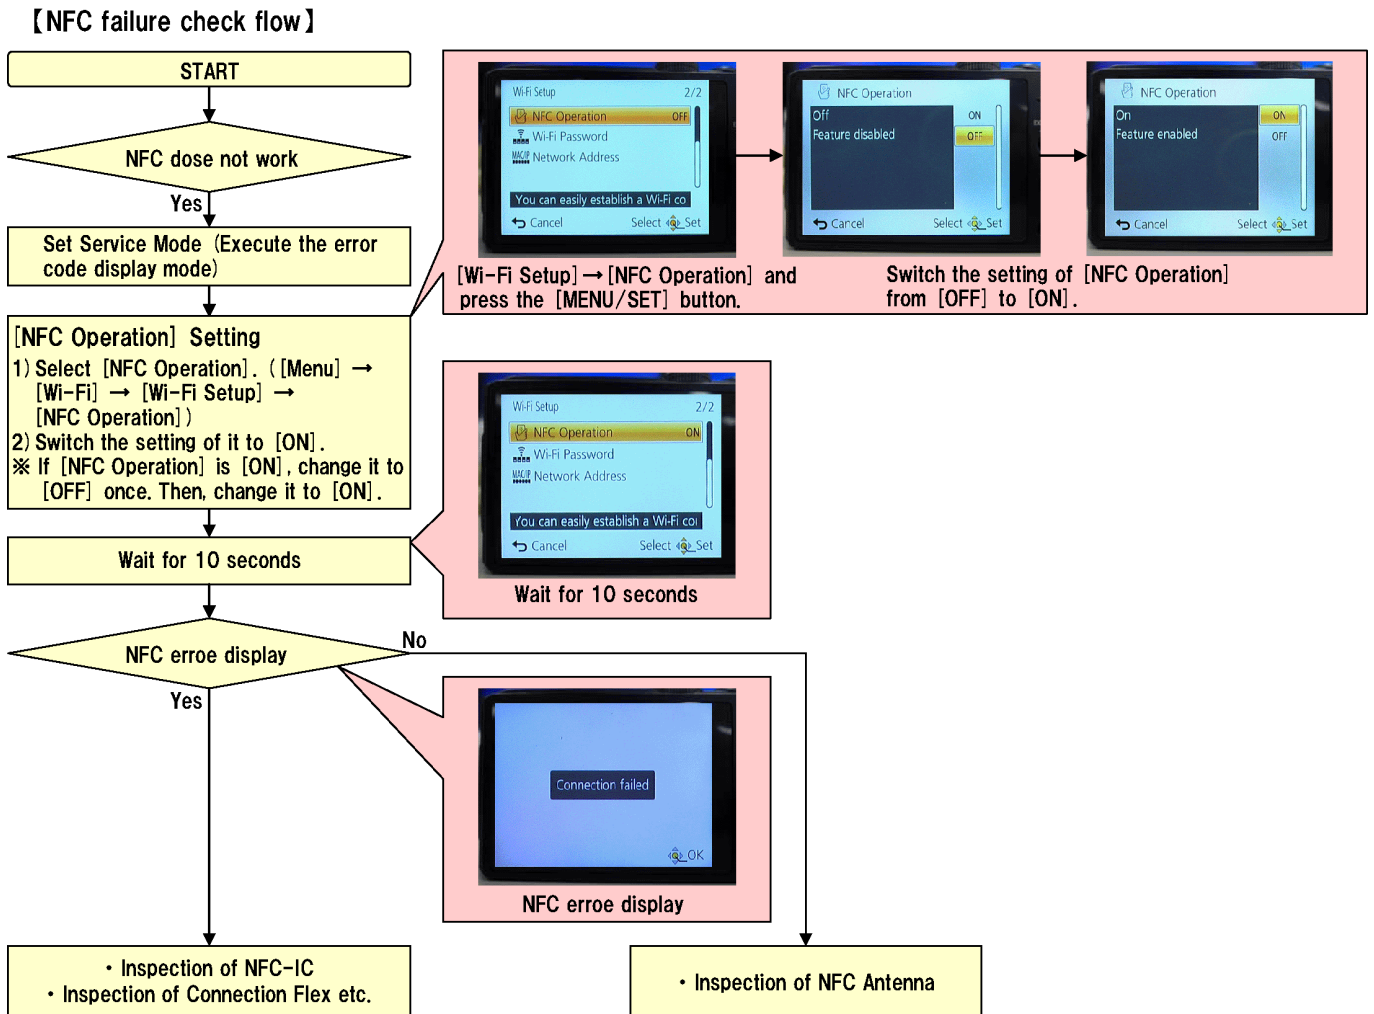 【NFC failure check flow】
START
NFC dose not work
Yes
Set Service Mode (Execute the error
code display mode)
[NFC Operation] Setting
1) Select [NFC Operation]. ([Menu] →
[Wi-Fi] → [Wi-Fi Setup] →
[NFC Operation])
2) Switch the setting of it to [ON].
※ If [NFC Operation] is [ON], change it to
[OFF] once. Then, change it to [ON].
Wi-Fi Setup 2/2
NFC Operation OFF
Wi-Fi Password
MAC/IP Network Address
You can easily establish a Wi-Fi co
Cancel Select Set
[Wi-Fi Setup]→[NFC Operation] and
press the [MENU/SET] button.
NFC Operation
Off ON
Feature disabled OFF
Cancel Select Set
NFC Operation
On ON
Feature enabled OFF
Cancel Select Set
Switch the setting of [NFC Operation]
from [OFF] to [ON].
Wait for 10 seconds
Wi-Fi Setup 2/2
NFC Operation ON
Wi-Fi Password
MAC/IP Network Address
You can easily establish a Wi-Fi co
Cancel Select Set
Wait for 10 seconds
NFC erroe display
No
Yes
Connection failed
OK
NFC erroe display
・Inspection of NFC-IC
・Inspection of Connection Flex etc.
・Inspection of NFC Antenna